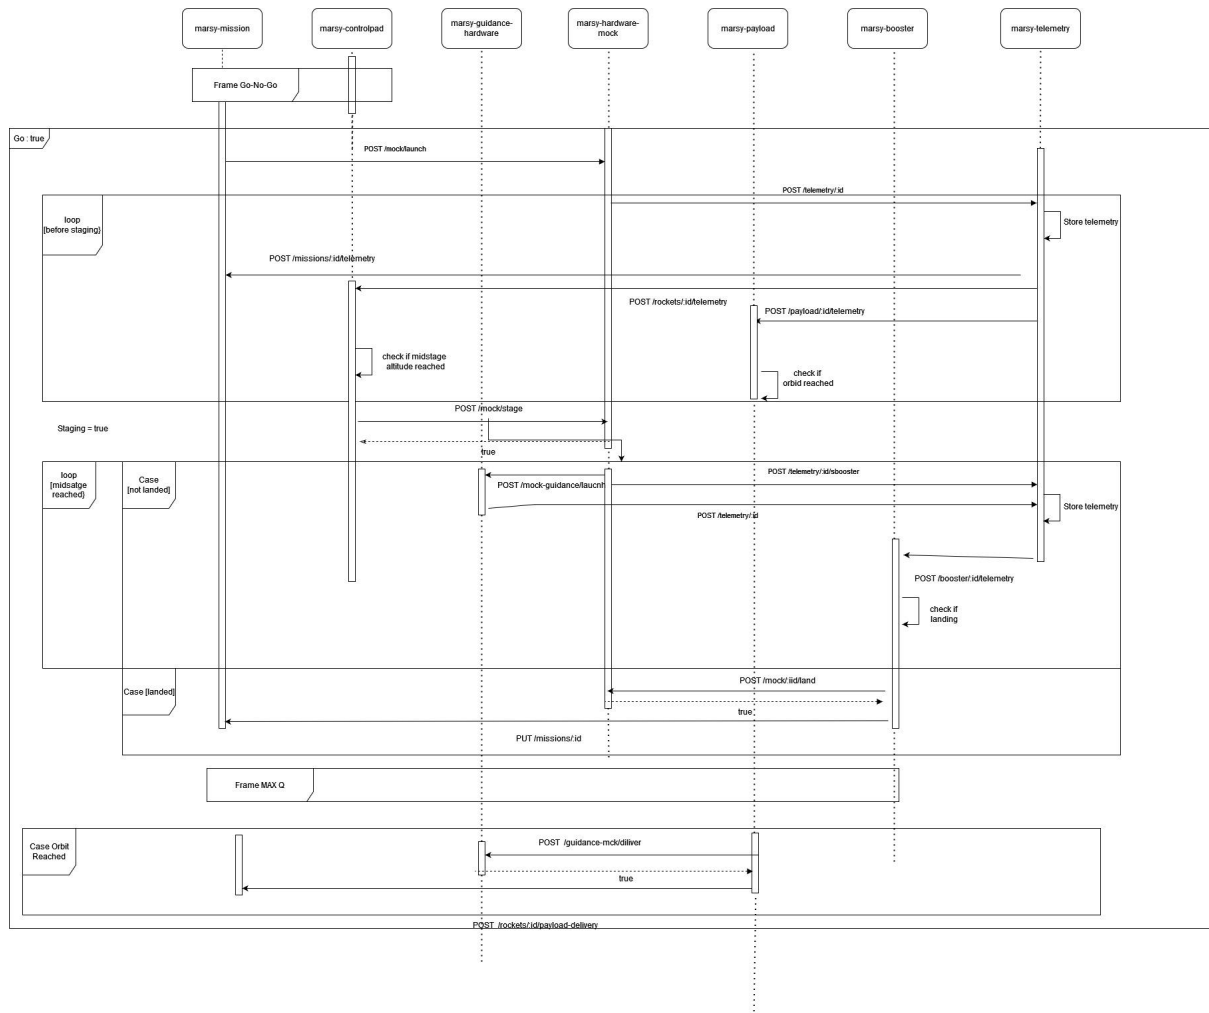 marsy-mission
marsy-controlpad
marsy-guidance-
hardware
marsy-hardware-
mock
marsy-payload
marsy-booster
marsy-telemetry
Frame Go-No-Go
Go : true
POST /mock/launch
POST /telemetry/:id
loop
[before staging}
Store telemetry
POST /missions/:id/telemetry
POST /rockets/:id/telemetry
POST /payload/:id/telemetry
check if midstage
altitude reached
check if
orbid reached
POST /mock/stage
Staging = true
true
loop
[midsatge
reached}
Case
[not landed]
POST /telemetry/:id/sbooster
POST /mock-guidance/laucnh
Store telemetry
POST /telemetry/:id
POST /booster/:id/telemetry
check if
landing
Case [landed]
POST /mock/:iid/land
true
PUT /missions/:id
Frame MAX Q
Case Orbit
Reached
POST  /guidance-mck/diliver
true
POST  /rockets/:id/payload-delivery